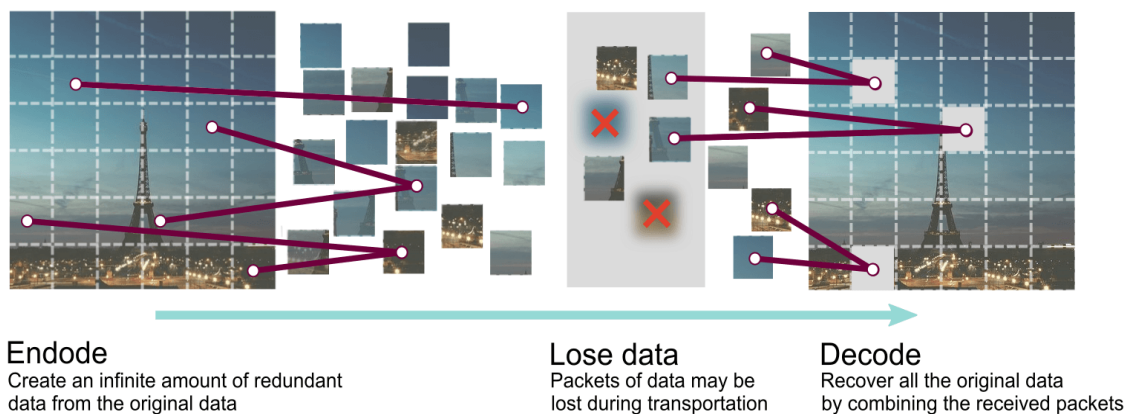 Endode
Create an infinite amount of redundant
data from the original data
Lose data
Packets of data may be
lost during transportation
Decode
Recover all the original data
by combining the received packets